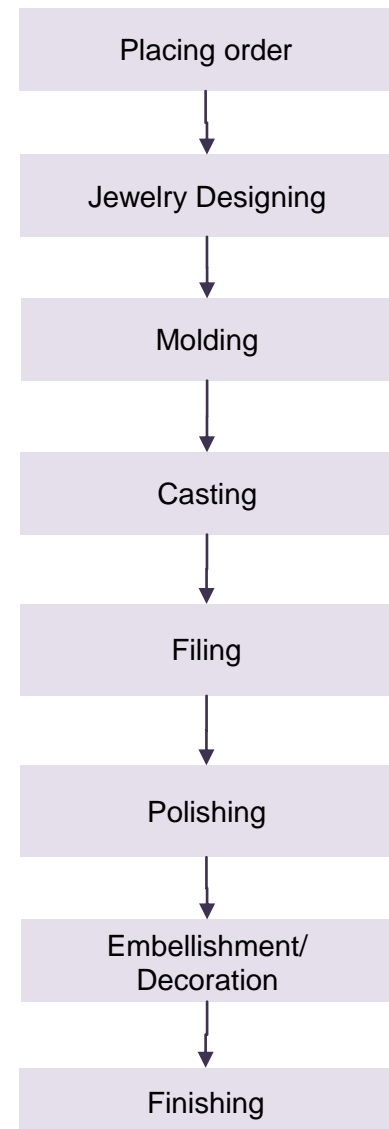 Placing order
Jewelry Designing
Molding
Casting
Filing
Polishing
Embellishment/
Decoration
Finishing